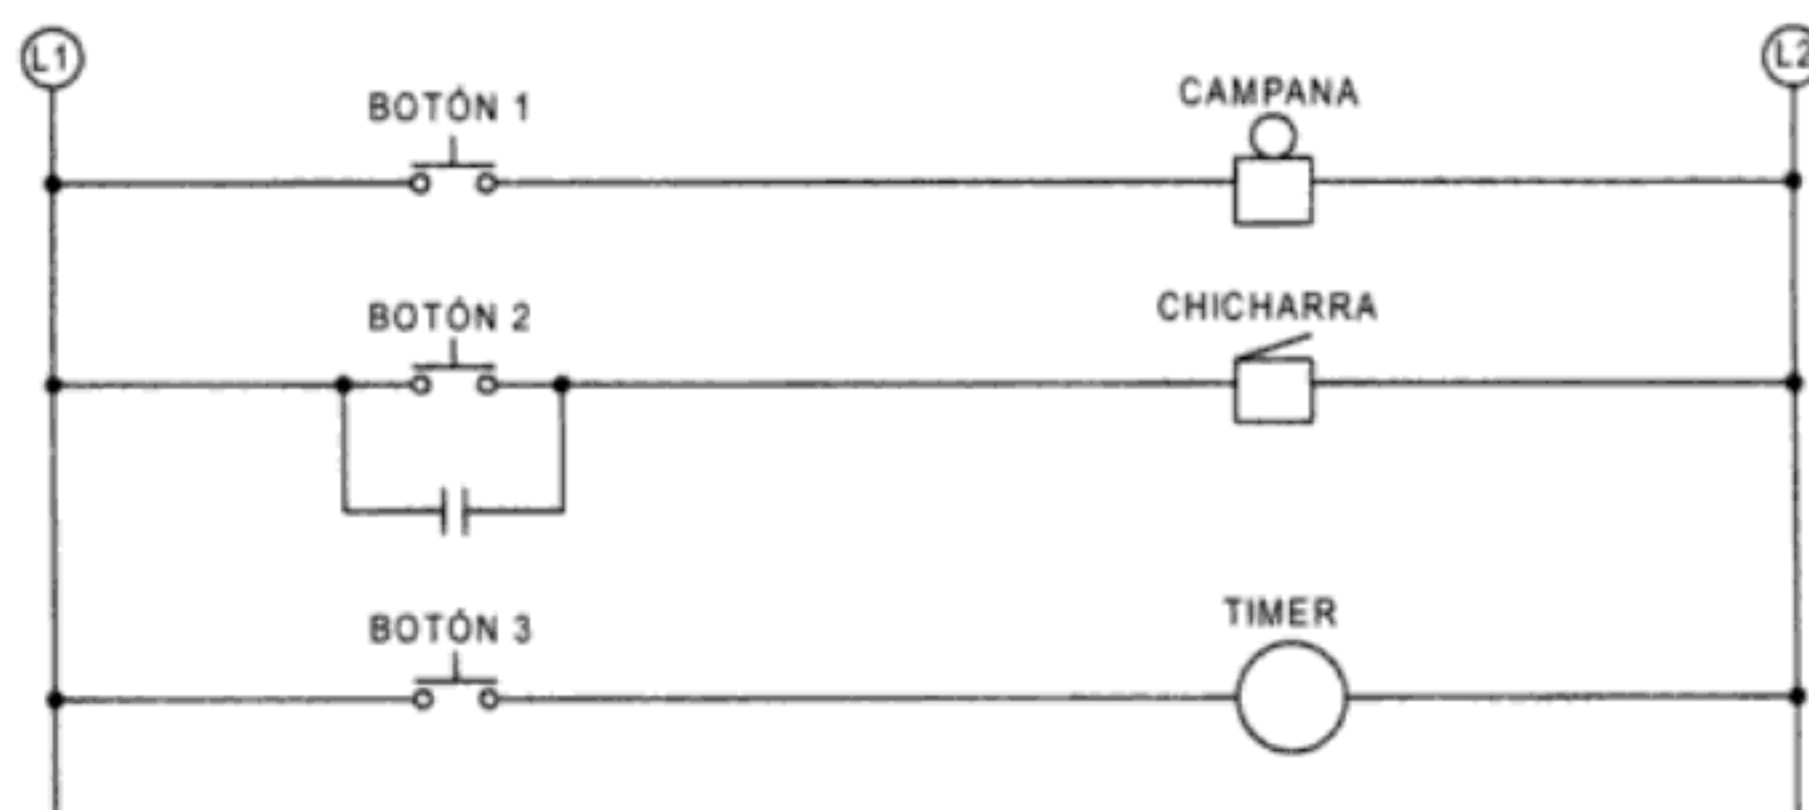 L1
L2
BOTÓN 1
CAMPANA
BOTÓN 2
CHICHARRA
BOTÓN 3
TIMER